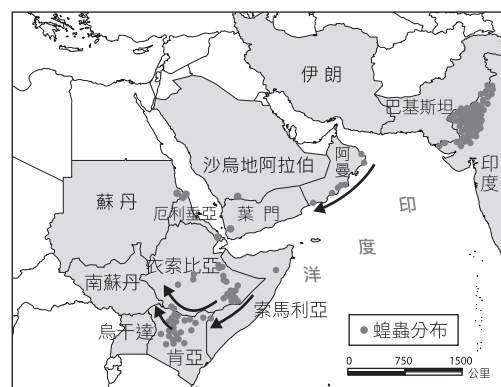 伊朗
巴基斯坦
印度
沙烏地阿拉伯
阿曼
葉門
蘇丹
厄利垂亞
衣索比亞
南蘇丹
索馬利亞
烏干達
肯亞
印度洋
蝗蟲分布
0 750 1500
公里